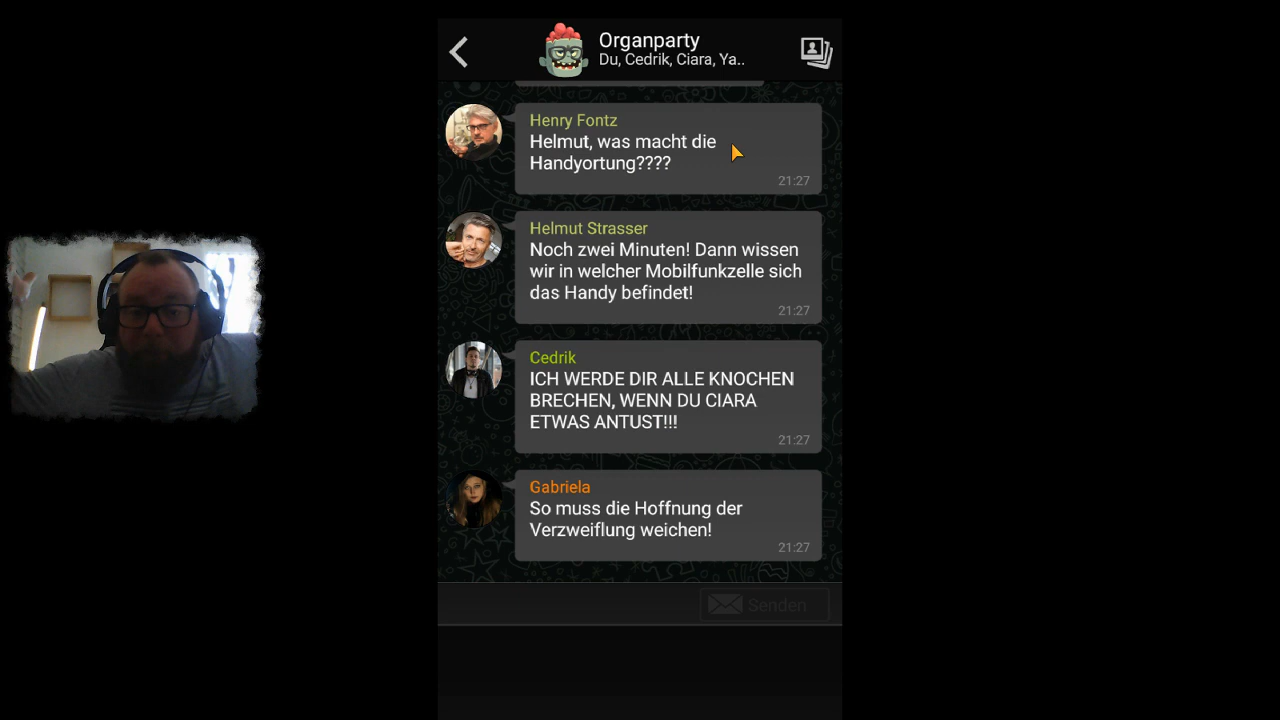 Organparty
Du, Cedrik, Ciara, Ya..
Henry Fontz
Helmut, was macht die
Handyortung????
21:27
Helmut Strasser
Noch zwei Minuten! Dann wissen
wir in welcher Mobilfunkzelle sich
das Handy befindet!
21:27
Cedrik
ICH WERDE DIR ALLE KNOCHEN
BRECHEN, WENN DU CIARA
ETWAS ANTUST!!!
21:27
Gabriela
So muss die Hoffnung der
Verzweiflung weichen!
21:27
Senden